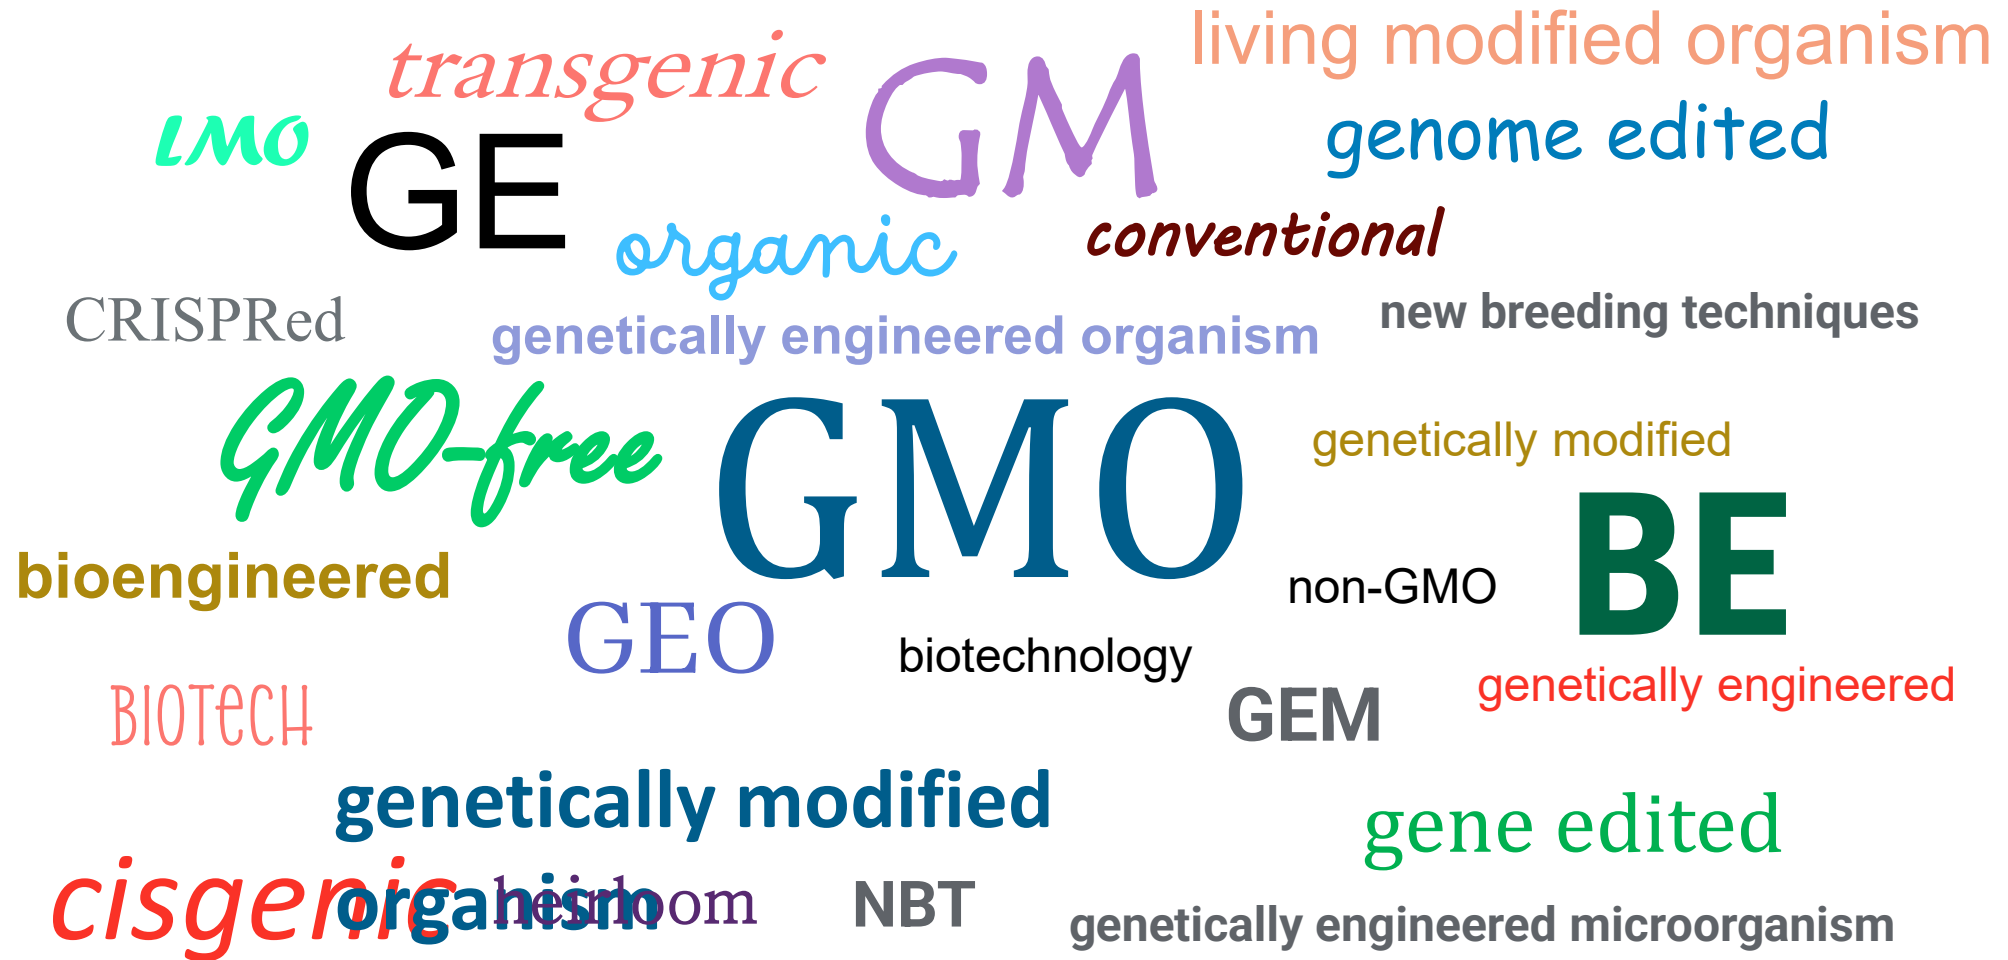 living modified organism
transgenic
GM
LMO
GE
genome edited
organic
conventional
CRISPRed
genetically engineered organism
new breeding techniques
GMO-free
GMO
genetically modified
bioengineered
BE
non-GMO
GEO
biotechnology
genetically engineered
BIOTeCH
GEM
genetically modified
organism
gene edited
cisgenic
heirloom
NBT
genetically engineered microorganism